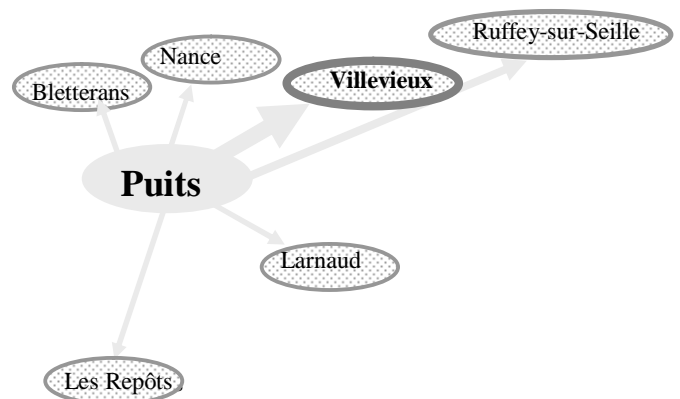 Ruffey-sur-Seille
Nance
Villevieux
Bletterans
Puits
Larnaud
Les Repôts